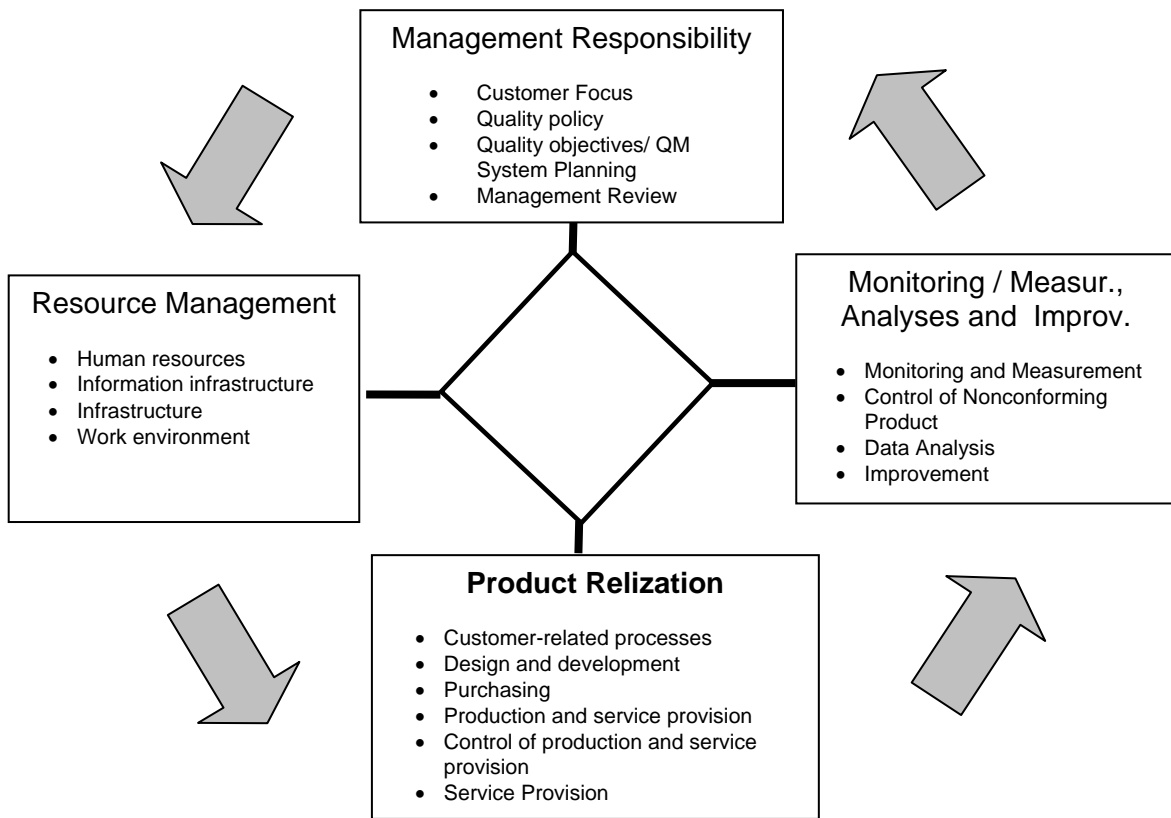 Management Responsibility
• Customer Focus
• Quality policy
• Quality objectives/ QM
System Planning
• Management Review
Resource Management
• Human resources
• Information infrastructure
• Infrastructure
• Work environment
Monitoring / Measur.,
Analyses and Improv.
• Monitoring and Measurement
• Control of Nonconforming
Product
• Data Analysis
• Improvement
Product Relization
• Customer-related processes
• Design and development
• Purchasing
• Production and service provision
• Control of production and service
provision
• Service Provision